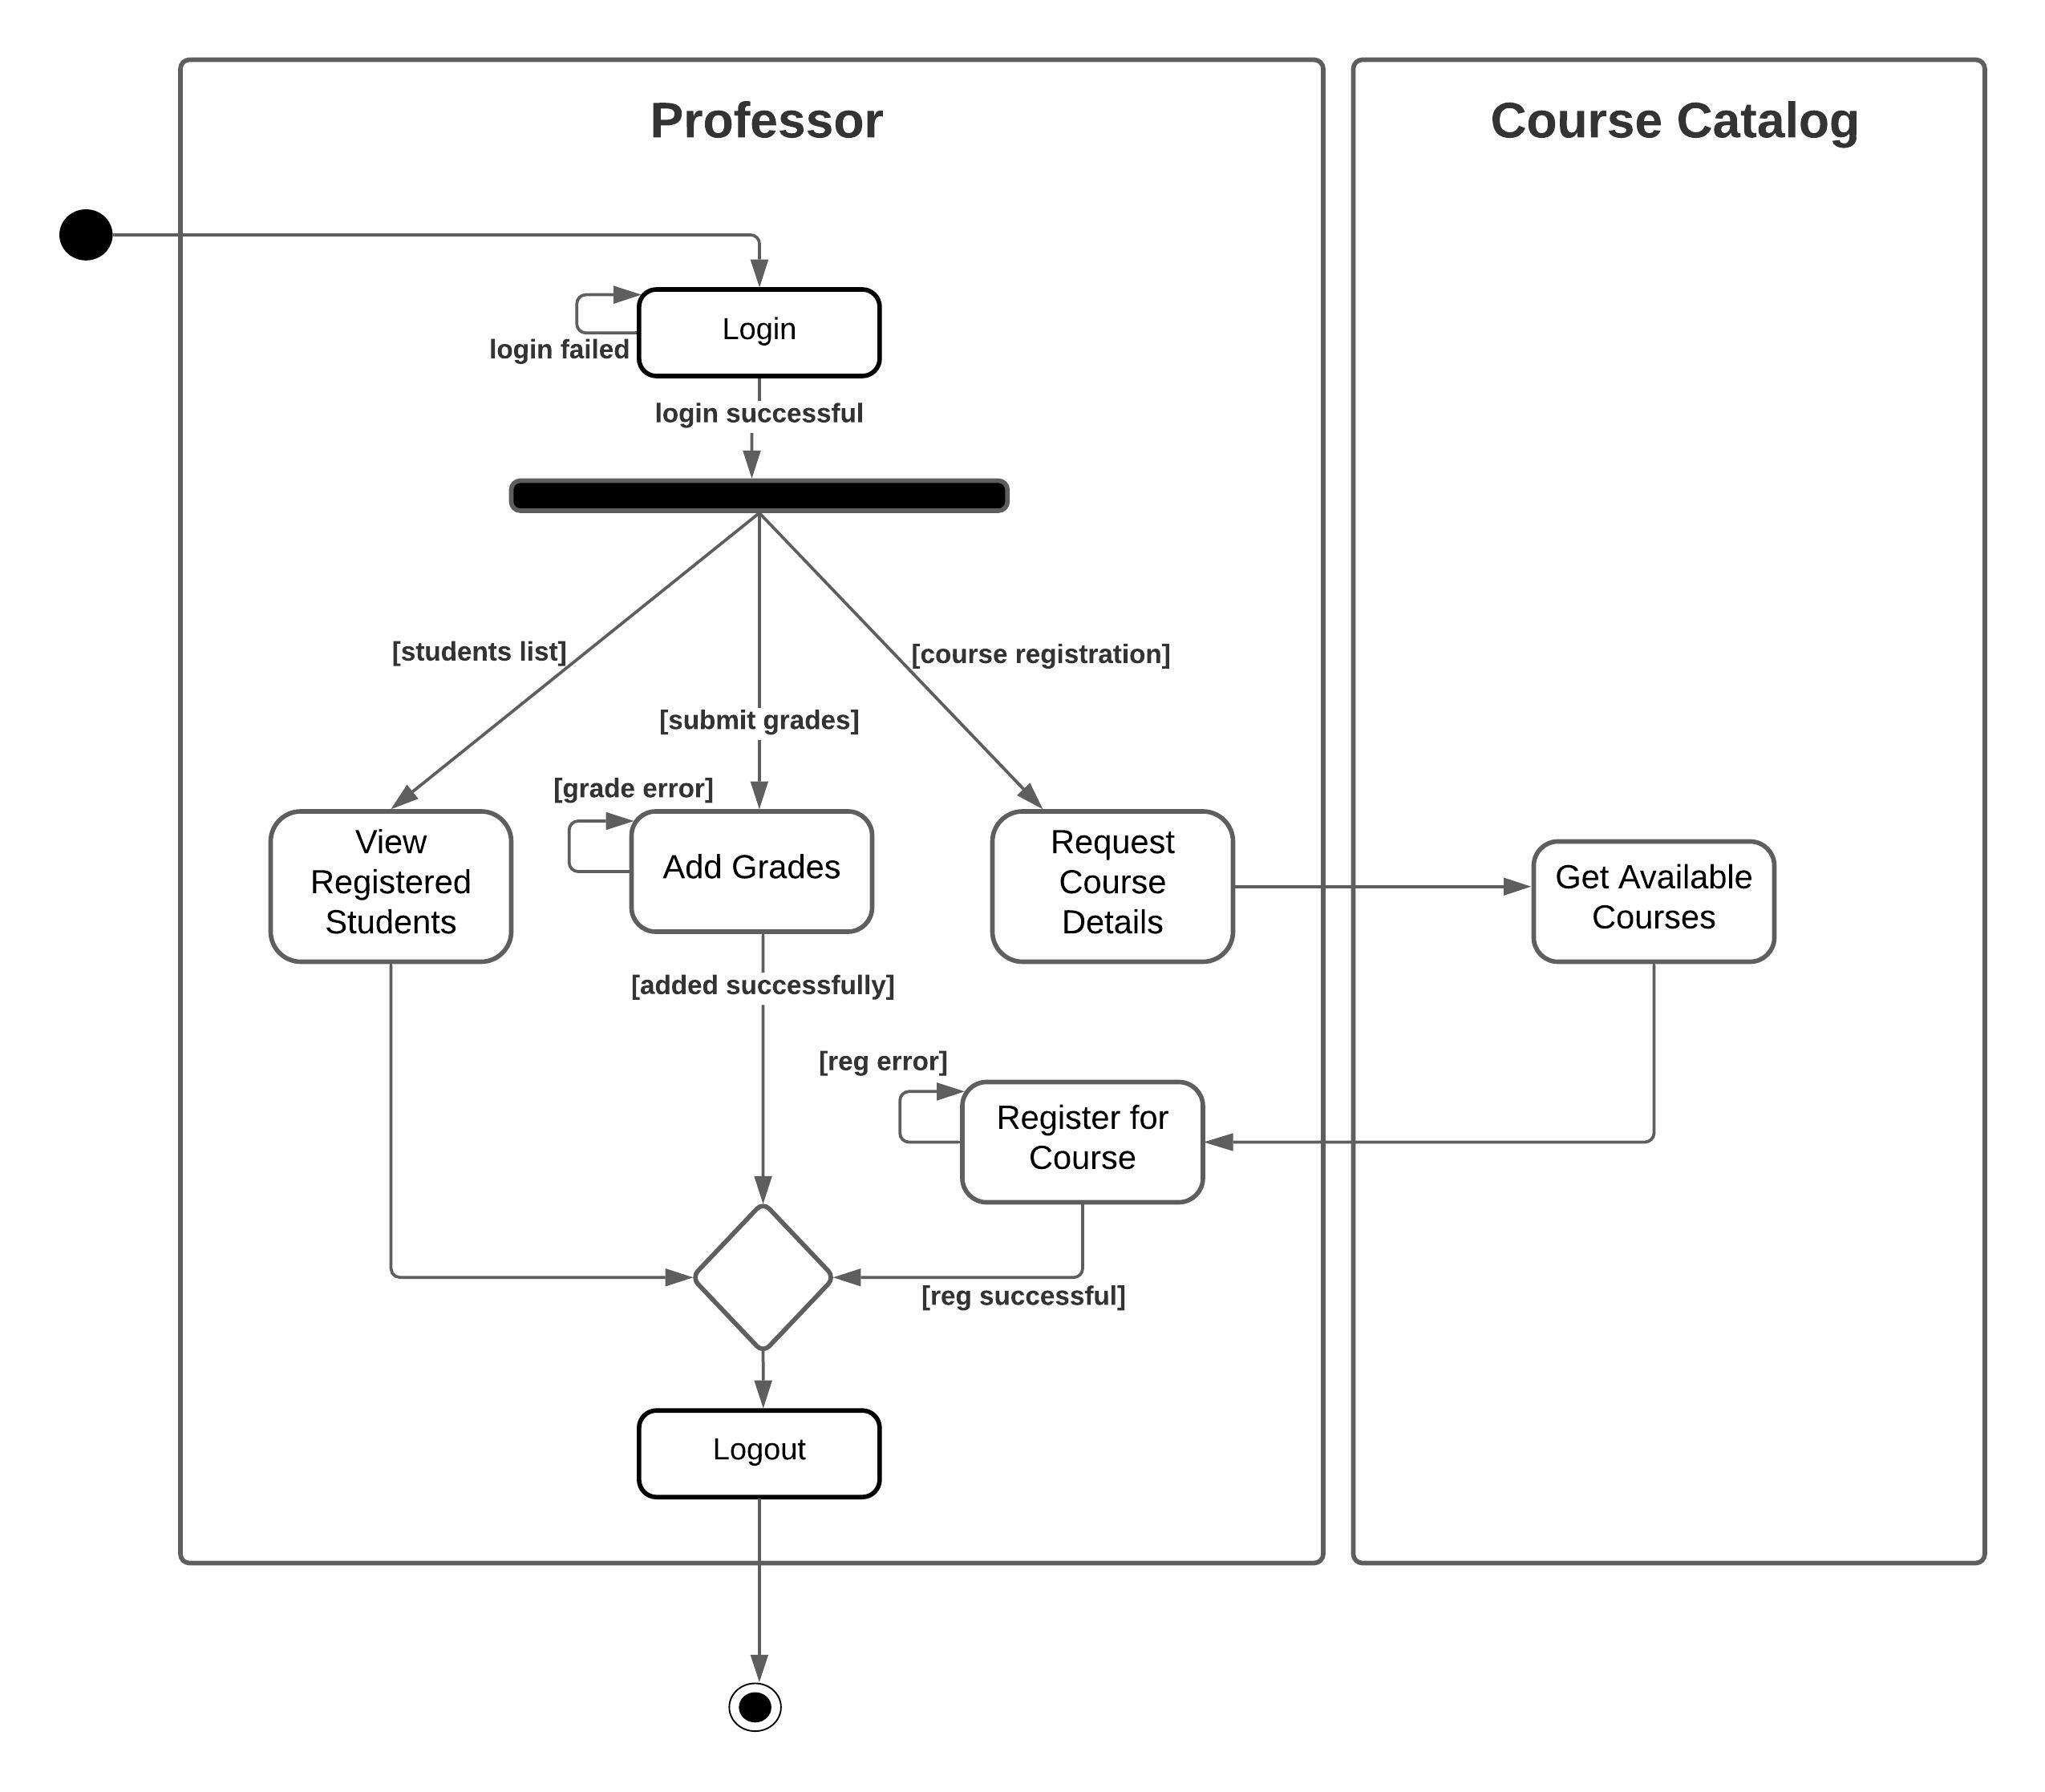 Professor
Course Catalog
Login
login failed
login successful
[students list]
[course registration]
[submit grades]
[grade error]
View
Registered
Students
Add Grades
Request
Course
Details
Get Available
Courses
[added successfully]
[reg error]
Register for
Course
[reg successful]
Logout